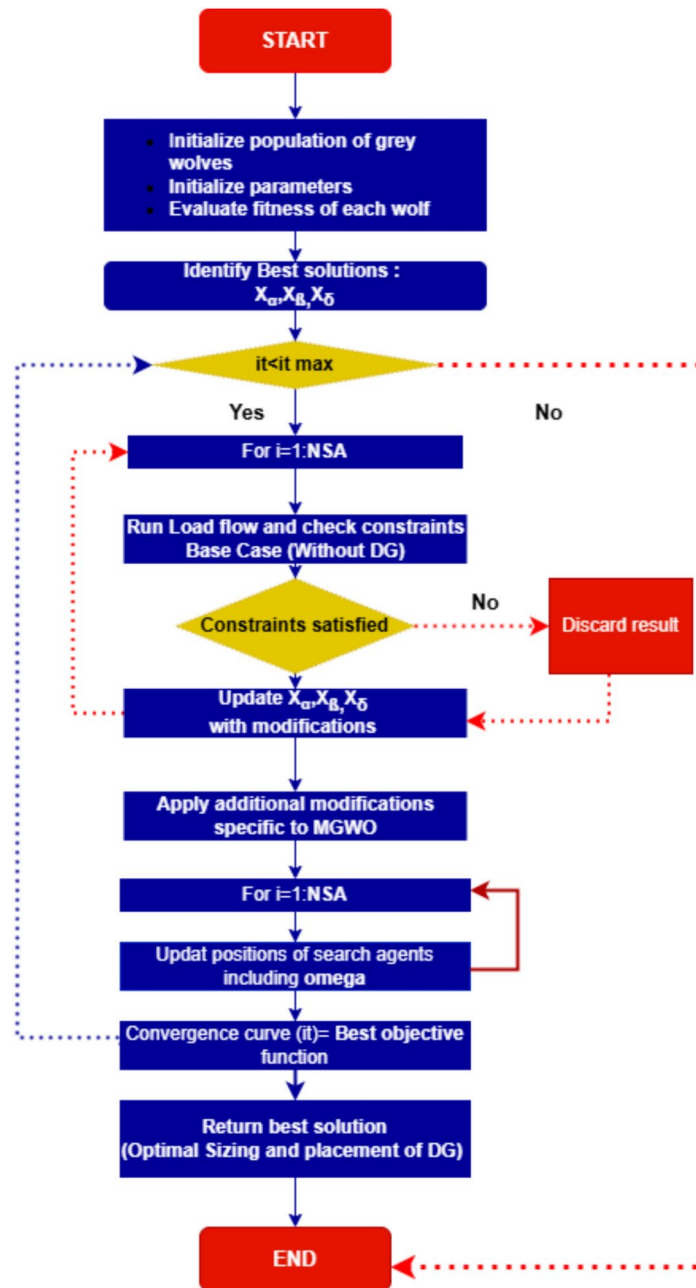 START
• Initialize population of grey
wolves
• Initialize parameters
• Evaluate fitness of each wolf
Identify Best solutions :
Xα,Xß,Xδ
it<it max
Yes
No
For i=1:NSA
Run Load flow and check constraints
Base Case (Without DG)
Constraints satisfied
No
Discard result
Update Xα,Xß,Xδ
with modifications
Apply additional modifications
specific to MGWO
For i=1:NSA
Updat positions of search agents
including omega
Convergence curve (it)= Best objective
function
Return best solution
(Optimal Sizing and placement of DG)
END